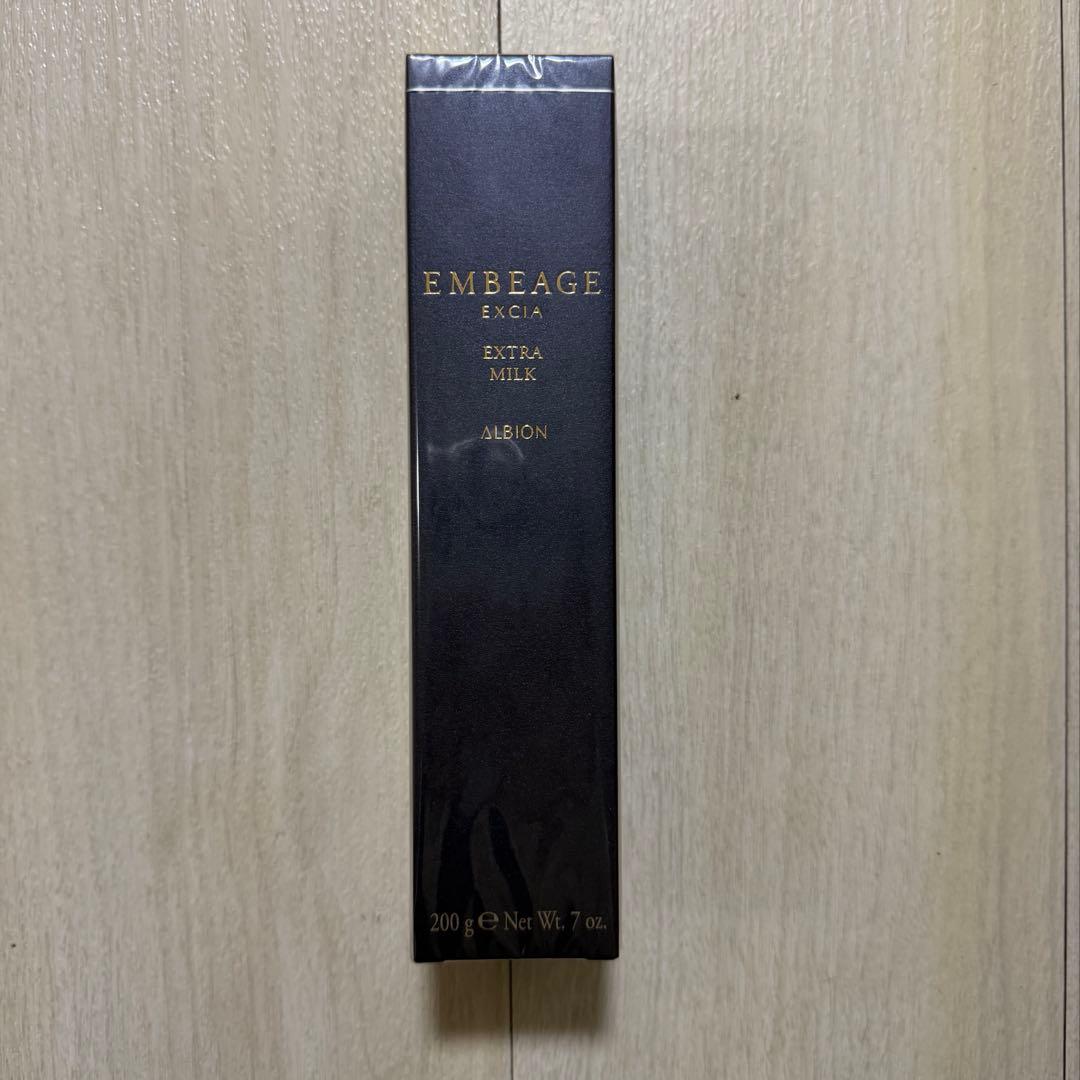 EMBEAGE
EXCIA
EXTRA
MILK
ALBION
200 g ℮ Net Wt. 7 oz.